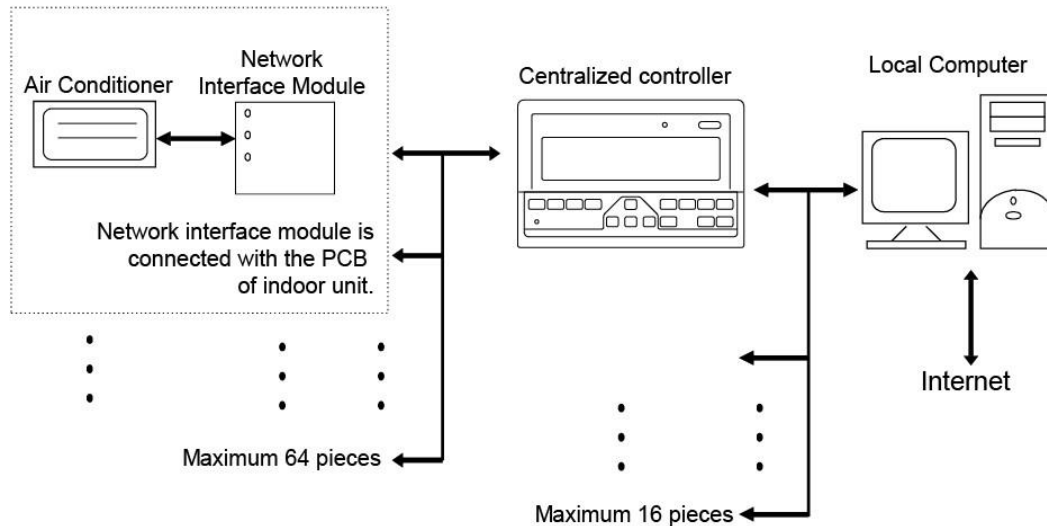 Air Conditioner
Network
Interface Module
Centralized controller
Local Computer
Network interface module is
connected with the PCB
of indoor unit.
Internet
Maximum 64 pieces
Maximum 16 pieces